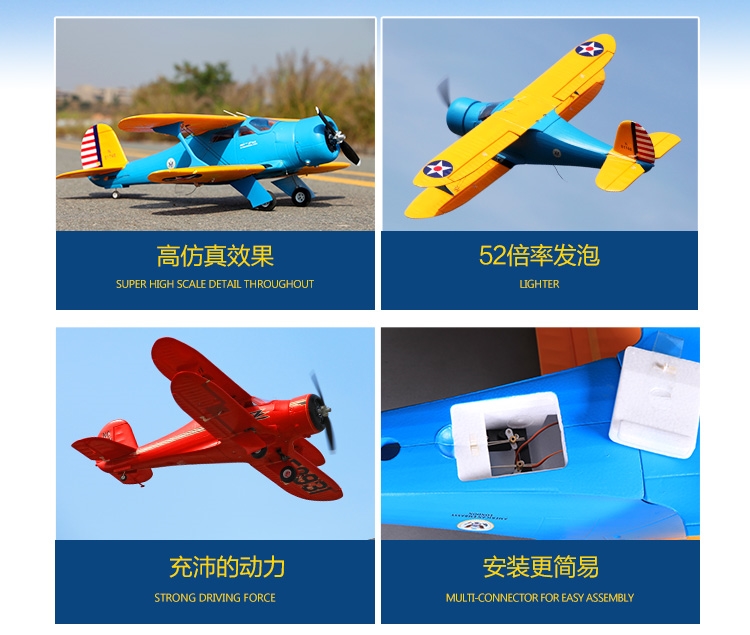 高仿真效果
SUPER HIGH SCALE DETAIL THROUGHOUT
52倍率发泡
LIGHTER
充沛的动力
STRONG DRIVING FORCE
安装更简易
MULTI-CONNECTOR FOR EASY ASSEMBLY